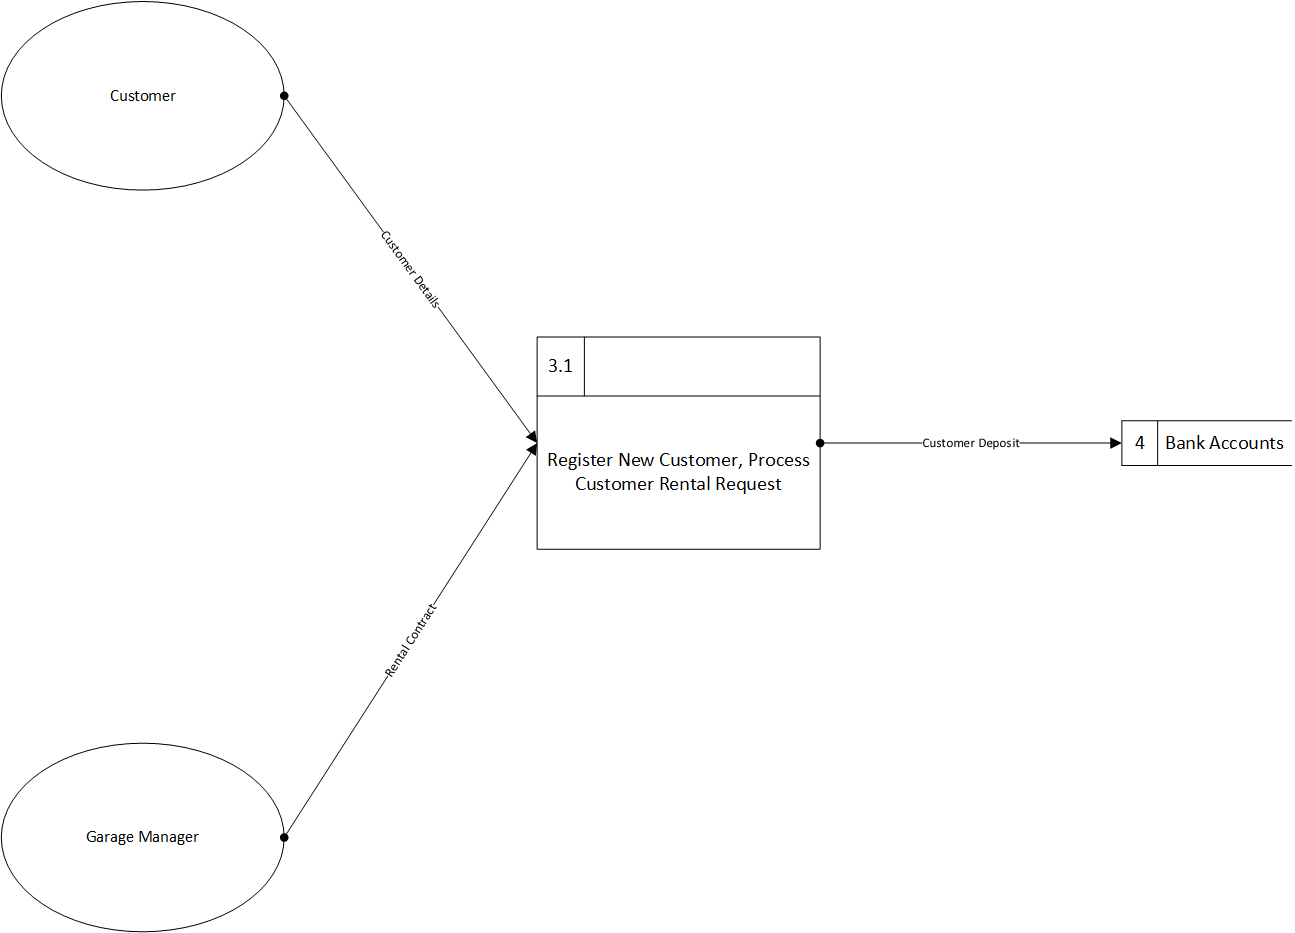 Customer
Customer Details
3.1
Register New Customer, Process
Customer Rental Request
Customer Deposit
4
Bank Accounts
Rental Contract
Garage Manager